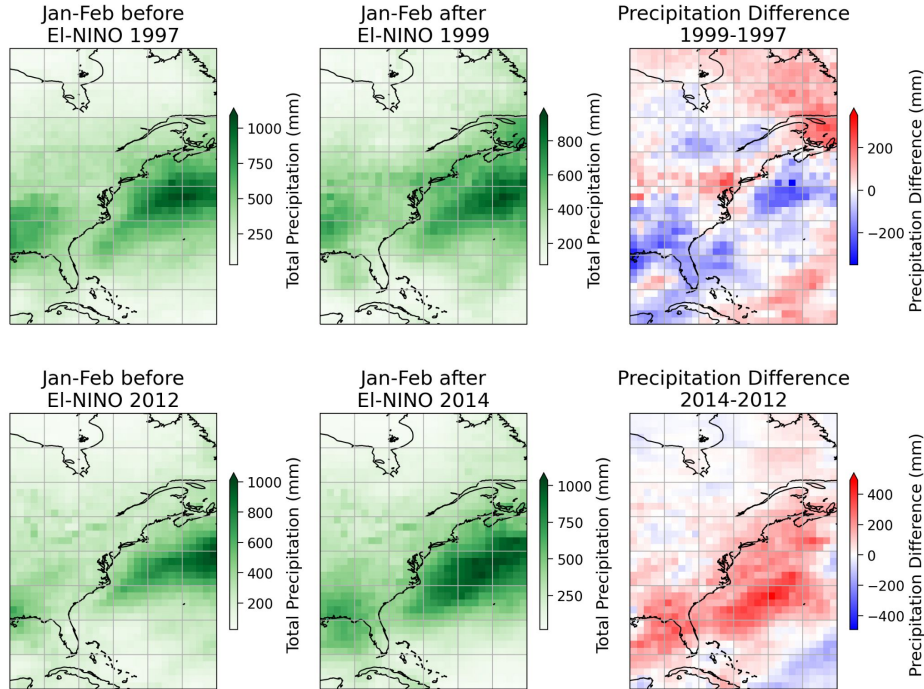 Jan-Feb before
El-NINO 1997
Jan-Feb after
El-NINO 1999
Precipitation Difference
1999-1997
1000
750
500
250
Total Precipitation (mm)
800
600
400
200
Total Precipitation (mm)
200
0
−200
Precipitation Difference (mm)
Jan-Feb before
El-NINO 2012
Jan-Feb after
El-NINO 2014
Precipitation Difference
2014-2012
1000
800
600
400
200
Total Precipitation (mm)
1000
750
500
250
Total Precipitation (mm)
400
200
0
−200
−400
Precipitation Difference (mm)